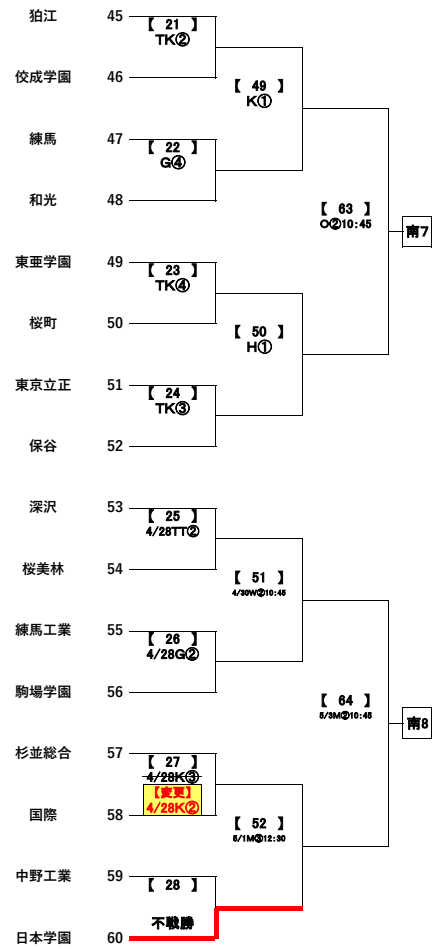 狛江 45
【 21 】
TK②
佼成学園 46
【 49 】
K①
練馬 47
【 22 】
G④
和光 48
【 63 】
O②10:45
南7
東亜学園 49
【 23 】
TK④
桜町 50
【 50 】
H①
東京立正 51
【 24 】
TK③
保谷 52
深沢 53
【 25 】
4/28TT②
桜美林 54
【 51 】
4/30W②10:45
練馬工業 55
【 26 】
4/28G②
駒場学園 56
【 64 】
5/3M②10:45
南8
杉並総合 57
【 27 】
4/28K③
【変更】
4/28K②
国際 58
【 52 】
5/1M③12:30
中野工業 59
【 28 】
不戦勝
日本学園 60